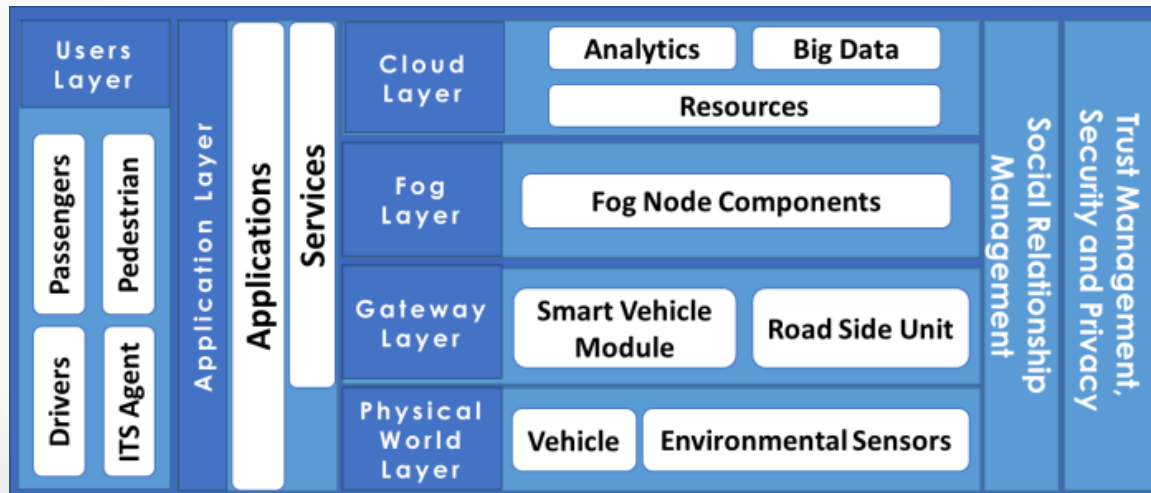 Users
Layer
Passengers
Pedestrian
Drivers
ITS Agent
Application Layer
Applications
Services
Cloud
Layer
Analytics
Big Data
Resources
Fog
Layer
Fog Node Components
Gateway
Layer
Smart Vehicle
Module
Road Side Unit
Physical
World
Layer
Vehicle
Environmental Sensors
Social Relationship
Management
Trust Management,
Security and Privacy